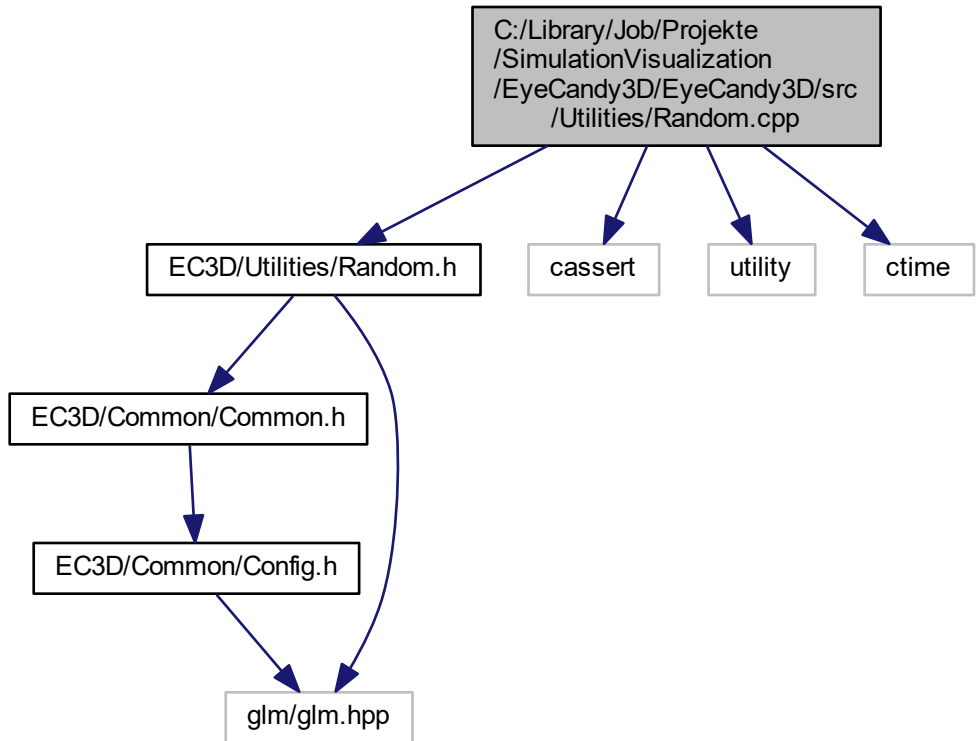 C:/Library/Job/Projekte
/SimulationVisualization
/EyeCandy3D/EyeCandy3D/src
/Utilities/Random.cpp
EC3D/Utilities/Random.h
cassert
utility
ctime
EC3D/Common/Common.h
EC3D/Common/Config.h
glm/glm.hpp